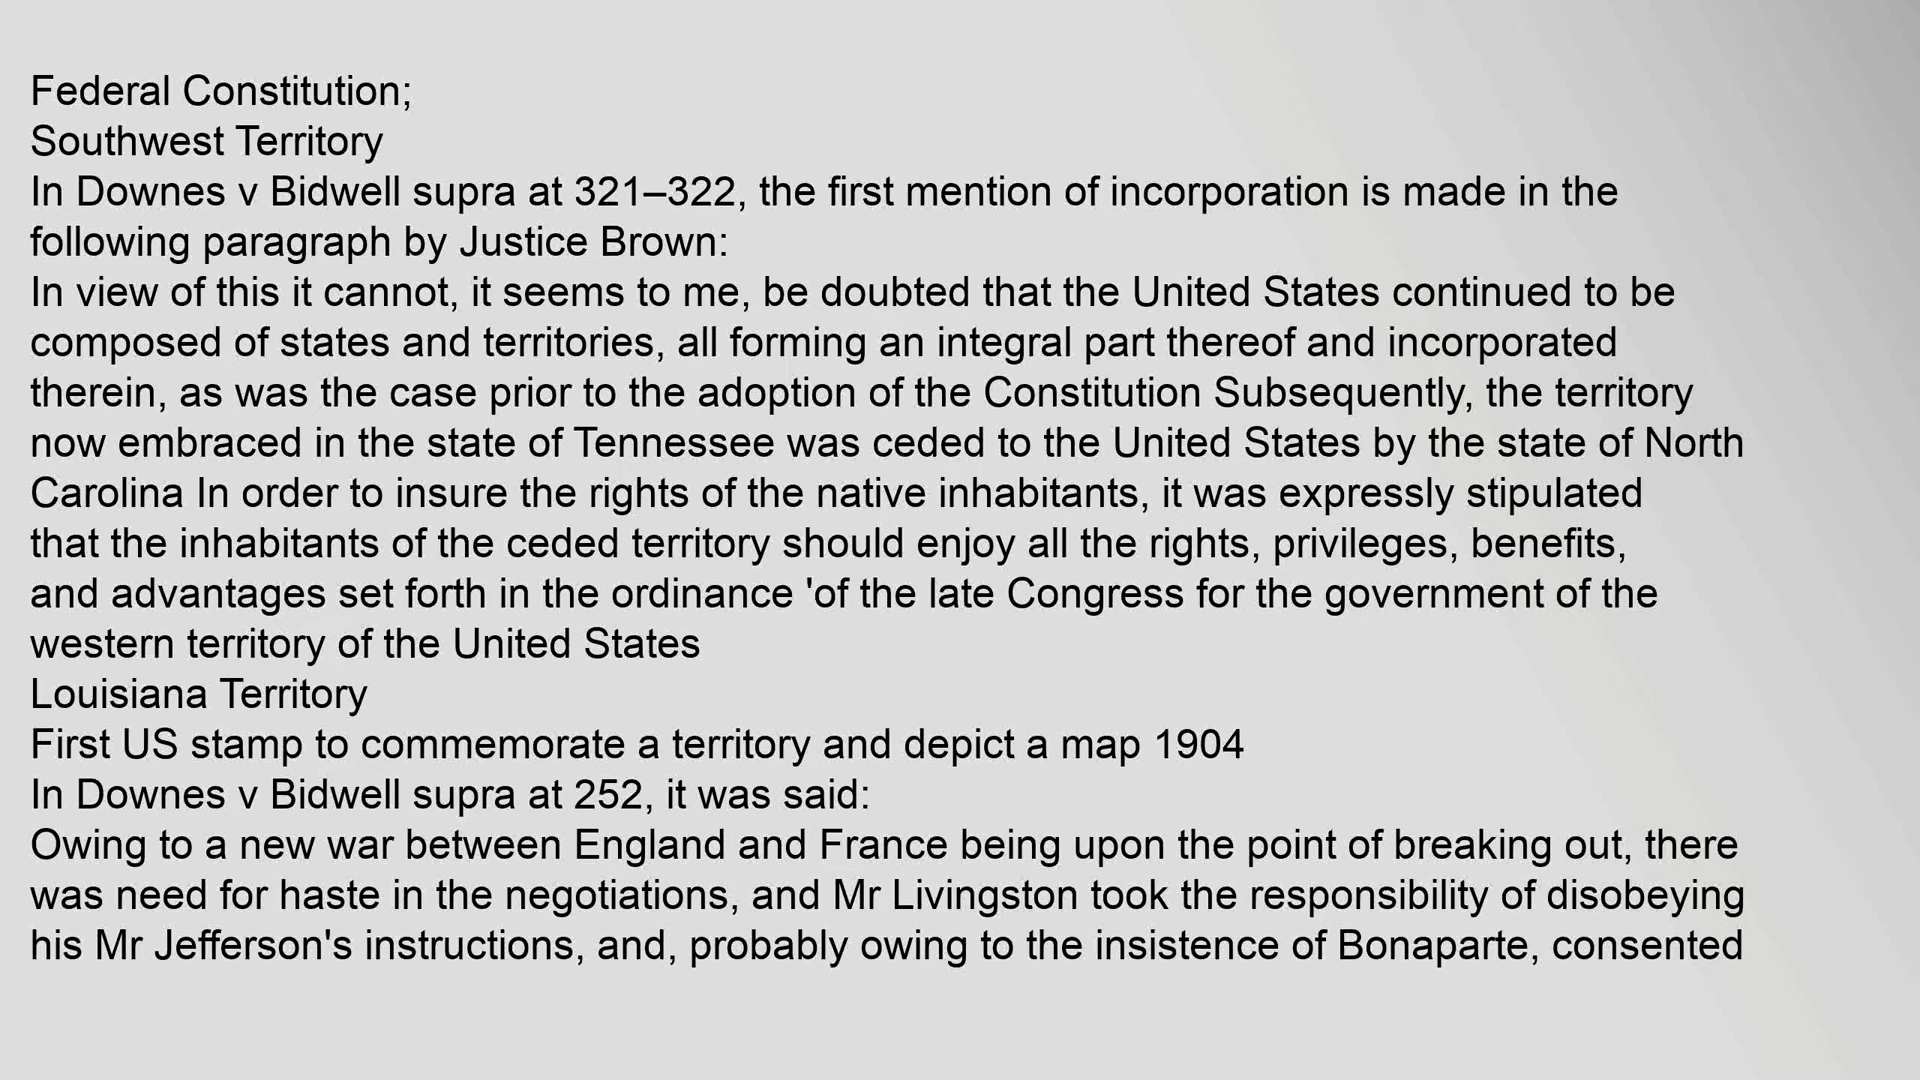 Federal Constitution;
Southwest Territory
In Downes v Bidwell supra at 321–322, the first mention of incorporation is made in the
following paragraph by Justice Brown:
In view of this it cannot, it seems to me, be doubted that the United States continued to be
composed of states and territories, all forming an integral part thereof and incorporated
therein, as was the case prior to the adoption of the Constitution Subsequently, the territory
now embraced in the state of Tennessee was ceded to the United States by the state of North
Carolina In order to insure the rights of the native inhabitants, it was expressly stipulated
that the inhabitants of the ceded territory should enjoy all the rights, privileges, benefits,
and advantages set forth in the ordinance 'of the late Congress for the government of the
western territory of the United States
Louisiana Territory
First US stamp to commemorate a territory and depict a map 1904
In Downes v Bidwell supra at 252, it was said:
Owing to a new war between England and France being upon the point of breaking out, there
was need for haste in the negotiations, and Mr Livingston took the responsibility of disobeying
his Mr Jefferson's instructions, and, probably owing to the insistence of Bonaparte, consented